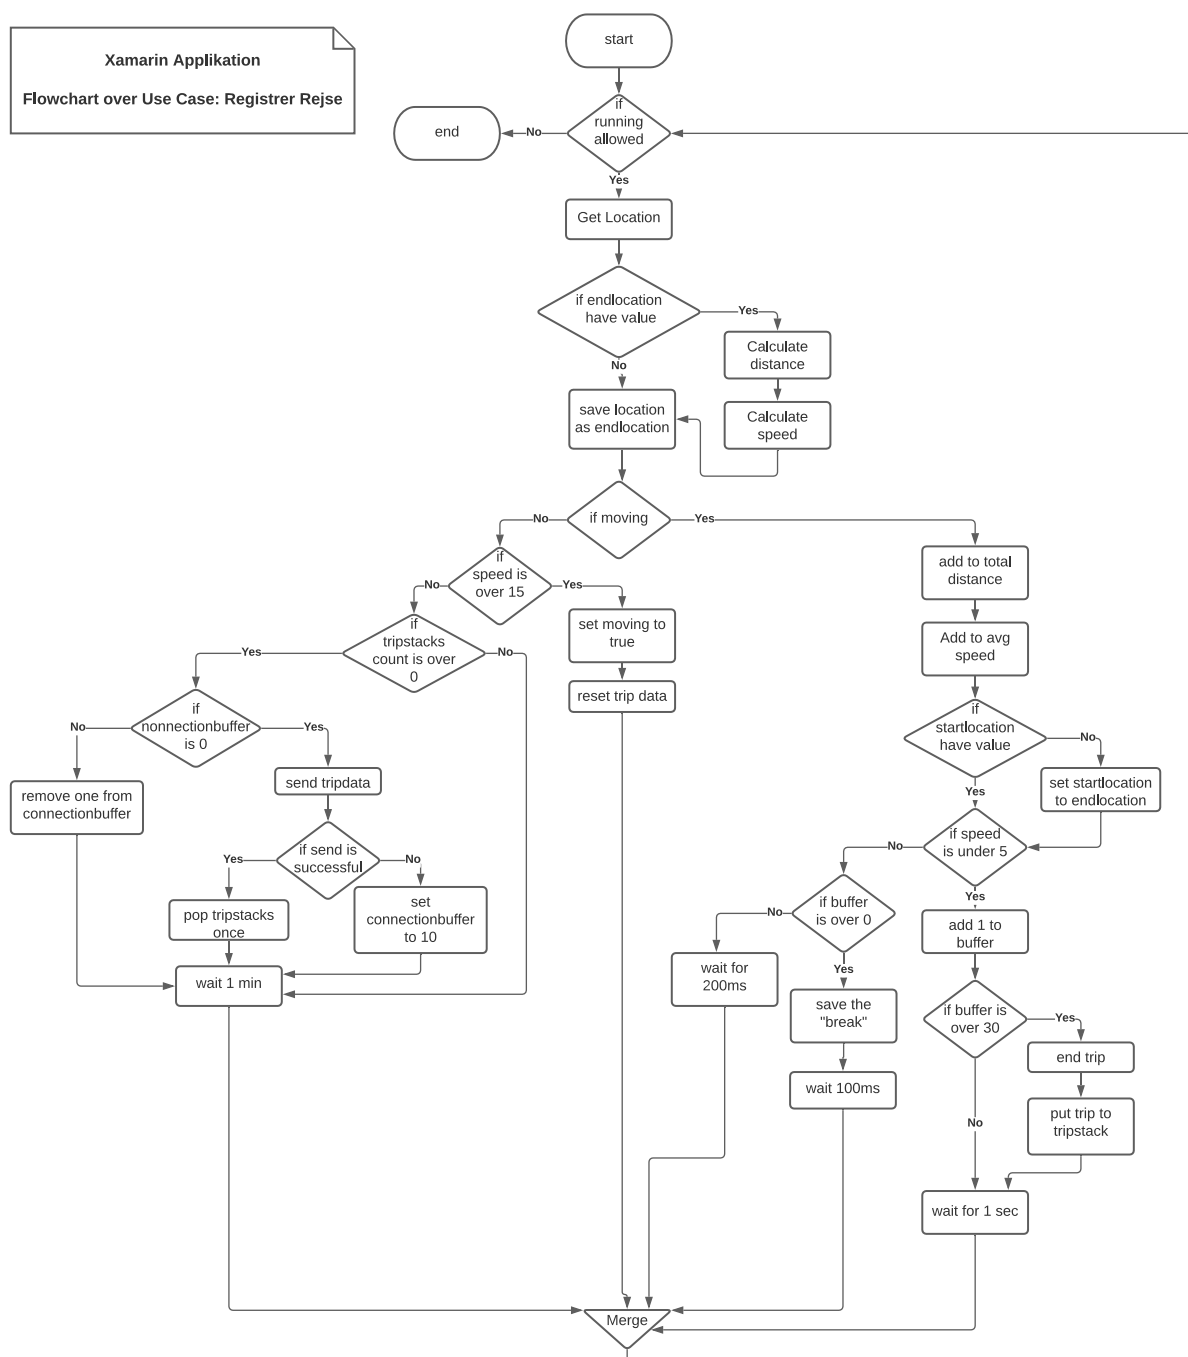 Xamarin Applikation
Flowchart over Use Case: Registrer Rejse
start
if
running
allowed
No
end
Yes
Get Location
if endlocation
have value
Yes
Calculate
distance
Calculate
speed
No
save location
as endlocation
if moving
No
Yes
if
speed is
over 15
No
Yes
set moving to
true
reset trip data
if
tripstacks
count is over
0
Yes
No
if
nonnectionbuffer
is 0
No
Yes
remove one from
connectionbuffer
send tripdata
if send is
successful
Yes
No
pop tripstacks
once
set
connectionbuffer
to 10
wait 1 min
add to total
distance
Add to avg
speed
if
startlocation
have value
No
Yes
set startlocation
to endlocation
if speed
is under 5
No
Yes
if buffer
is over 0
No
Yes
wait for
200ms
save the
"break"
wait 100ms
add 1 to
buffer
if buffer is
over 30
Yes
No
end trip
put trip to
tripstack
wait for 1 sec
Merge